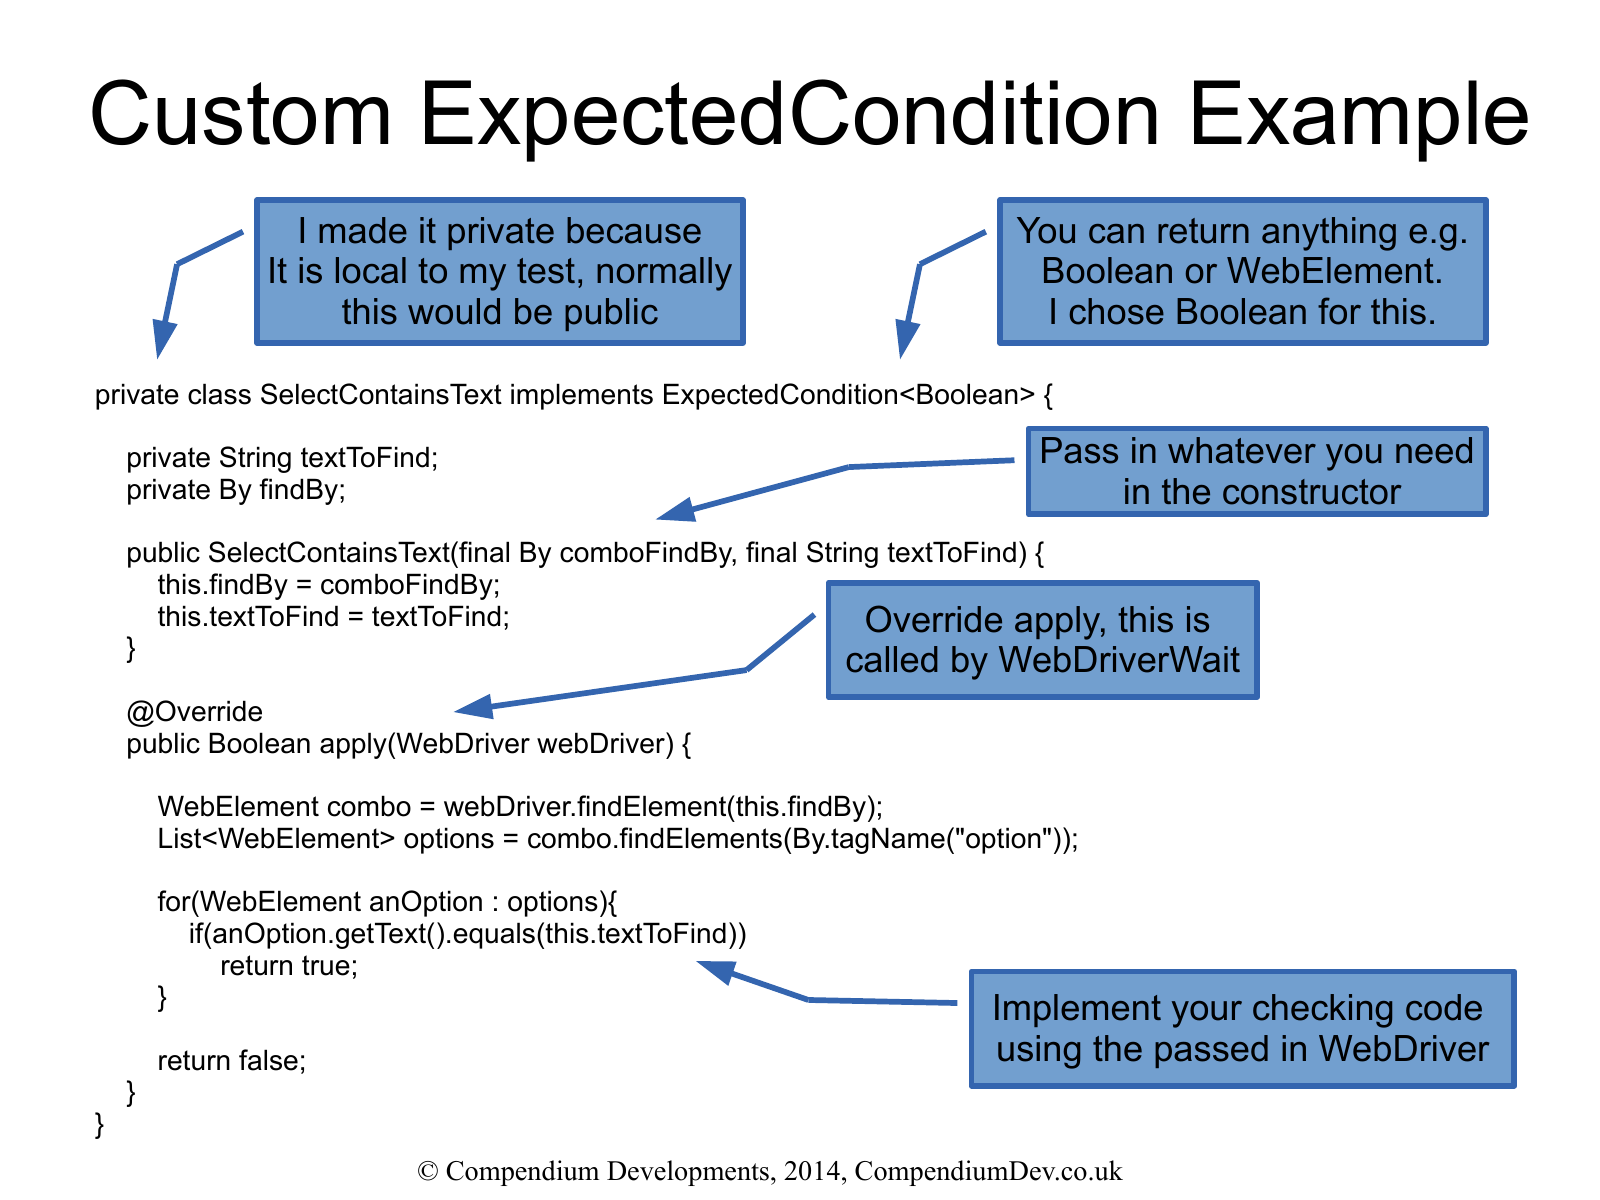 Custom ExpectedCondition Example
I made it private because
It is local to my test, normally
this would be public
You can return anything e.g.
Boolean or WebElement.
I chose Boolean for this.
private class SelectContainsText implements ExpectedCondition<Boolean> {
private String textToFind;
private By findBy;
Pass in whatever you need
in the constructor
public SelectContainsText(final By comboFindBy, final String textToFind) {
this.findBy = comboFindBy;
this.textToFind = textToFind;
}
Override apply, this is
called by WebDriverWait
@Override
public Boolean apply(WebDriver webDriver) {
WebElement combo = webDriver.findElement(this.findBy);
List<WebElement> options = combo.findElements(By.tagName("option"));
for(WebElement anOption : options){
if(anOption.getText().equals(this.textToFind))
return true;
}
Implement your checking code
using the passed in WebDriver
return false;
}
}
© Compendium Developments, 2014, CompendiumDev.co.uk